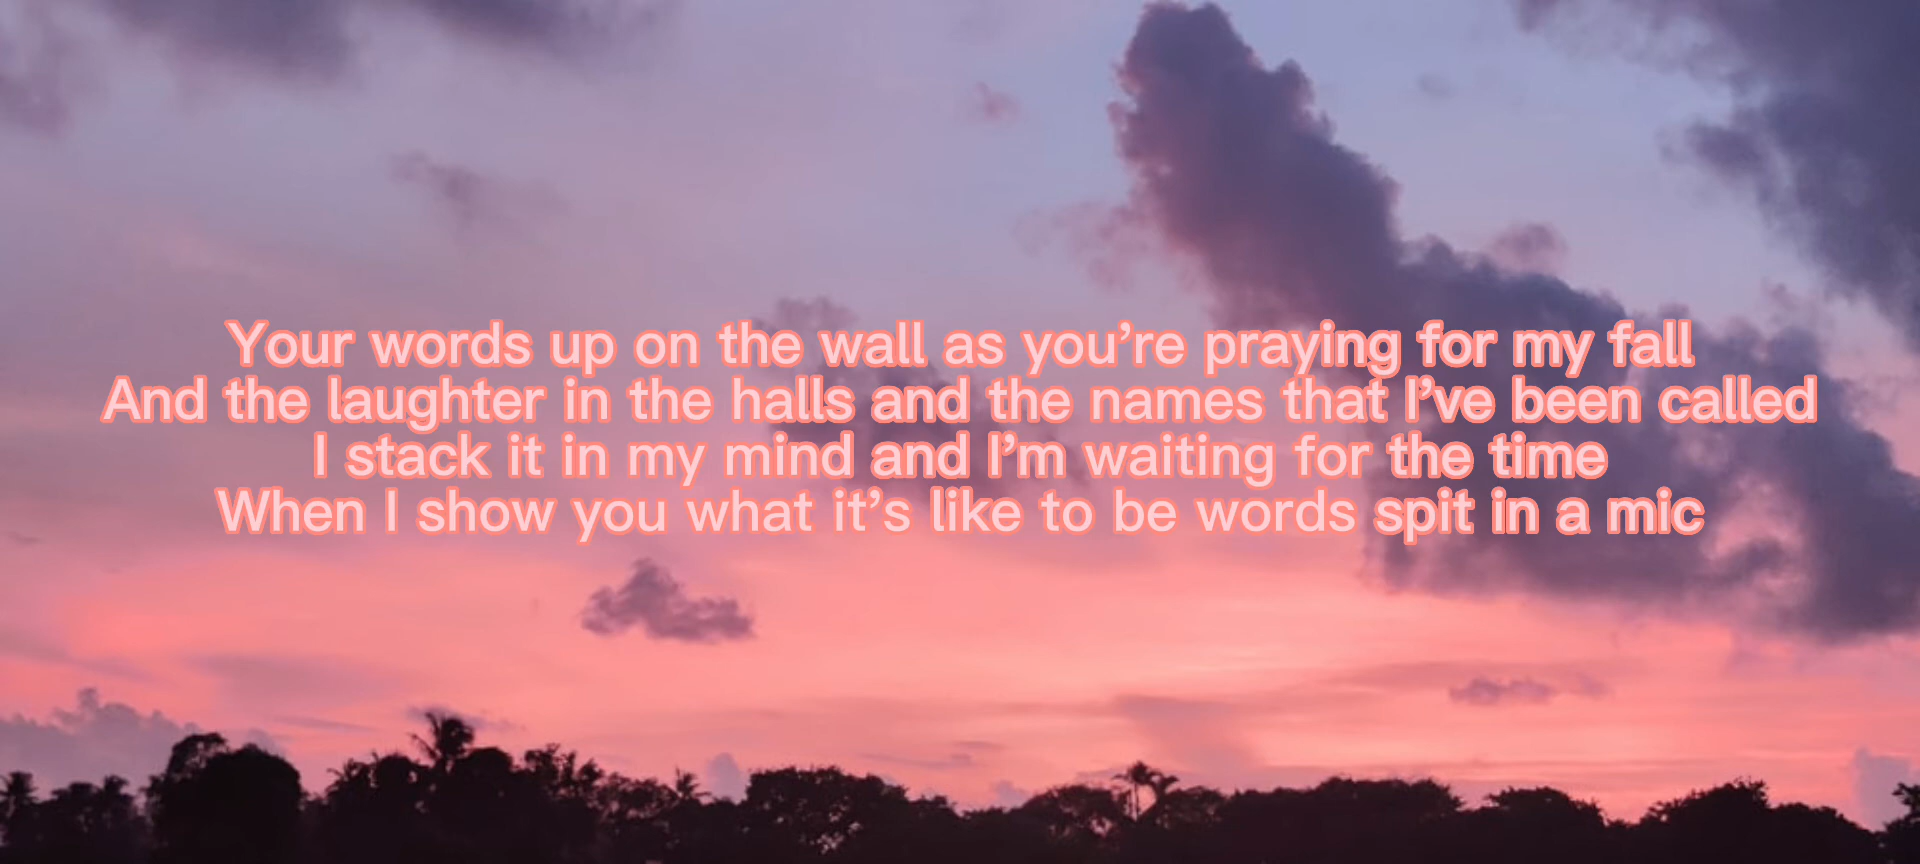 Your words up on the wall as you’re praying for my fall
And the laughter in the halls and the names that I’ve been called
I stack it in my mind and I’m waiting for the time
When I show you what it’s like to be words spit in a mic